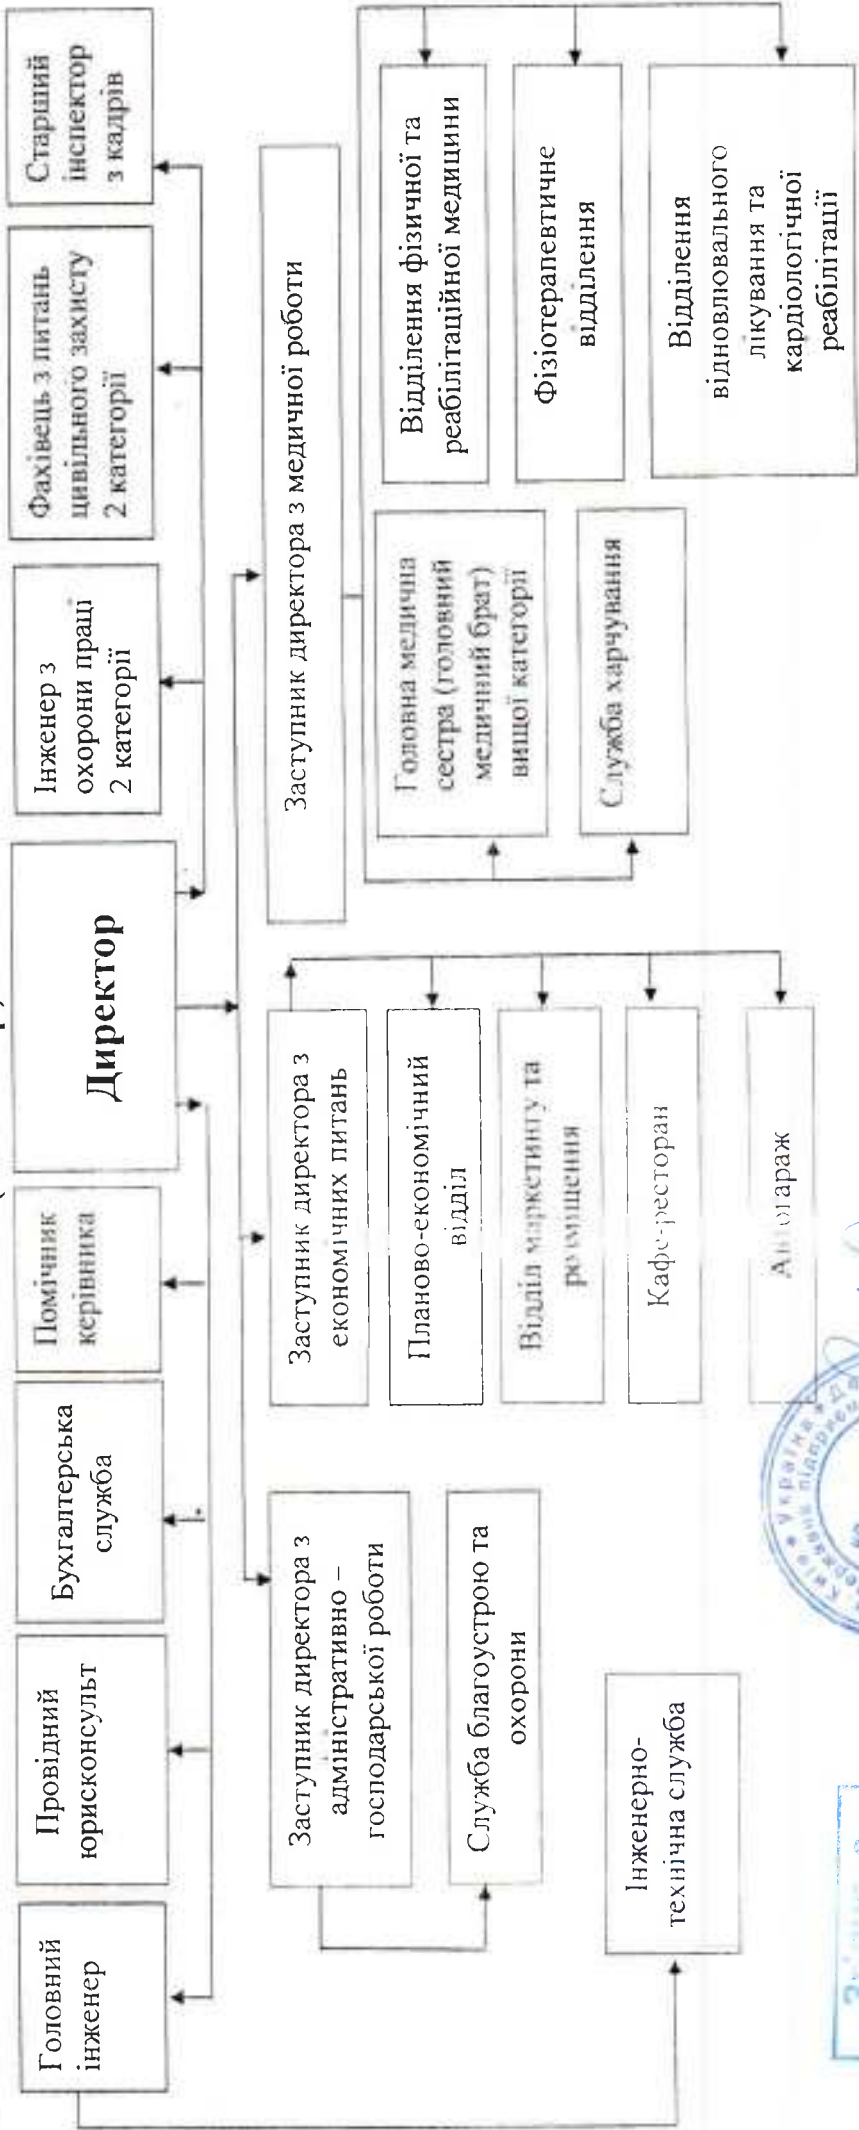 Головний
інженер
Провідний
юрисконсульт
Бухгалтерська
служба
Помічник
керівника
Директор
Інженер з
охорони праці
2 категорії
Фахівець з питань
цивільного захисту
2 категорії
Старший
інспектор
з кадрів
Заступник директора з
адміністративно –
господарської роботи
Служба благоустрою та
охорони
Інженерно-
технічна служба
Заступник директора з
економічних питань
Планово-економічний
відділ
Відділ маркетингу та
розміщення
Кафе-ресторан
Автогараж
Заступник директора з медичної роботи
Головна медична
сестра (головний
медичний брат)
вищої категорії
Служба харчування
Відділення фізичної та
реабілітаційної медицини
Фізіотерапевтичне
відділення
Відділення
відновлювального
лікування та
кардіологічної
реабілітації
Київ * Україна *